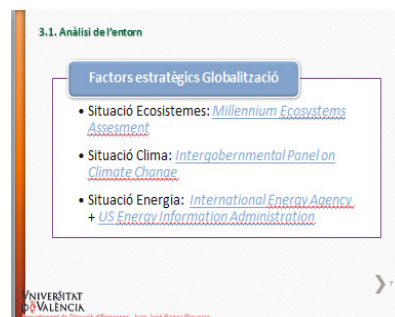 3.1. Anàlisi de l'entorn
Factors estratègics Globalització
• Situació Ecosistemes: Millennium Ecosystems
Assesment
• Situació Clima: Intergobernmental Panel on
Climate Change
• Situació Energia: International Energy Agency
+ US Energy Information Administration
VNIVERSITAT
DE VALÈNCIA